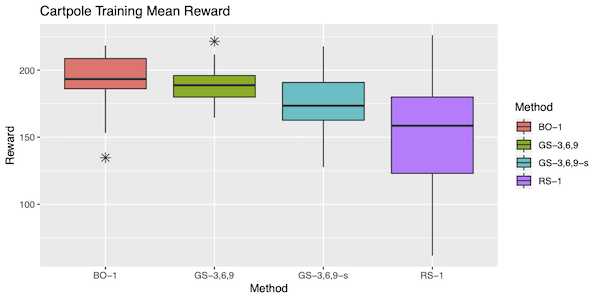 Cartpole Training Mean Reward
Reward
200
150
100
BO-1
GS-3,6,9
GS-3,6,9-s
RS-1
Method
Method
BO-1
GS-3,6,9
GS-3,6,9-s
RS-1